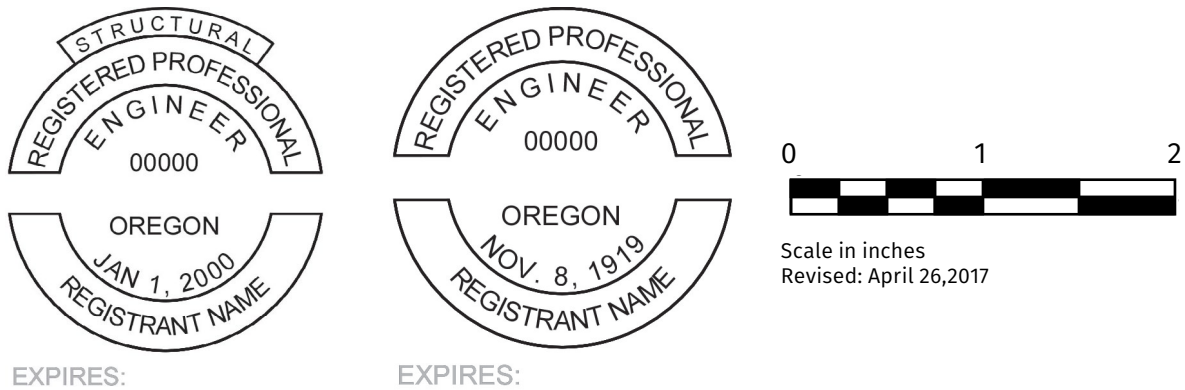 STRUCTURAL
REGISTERED PROFESSIONAL
ENGINEER
00000
OREGON
JAN 1, 2000
REGISTRANT NAME
EXPIRES:
REGISTERED PROFESSIONAL
ENGINEER
00000
OREGON
NOV. 8, 1919
REGISTRANT NAME
EXPIRES:
0 1 2
Scale in inches
Revised: April 26,2017